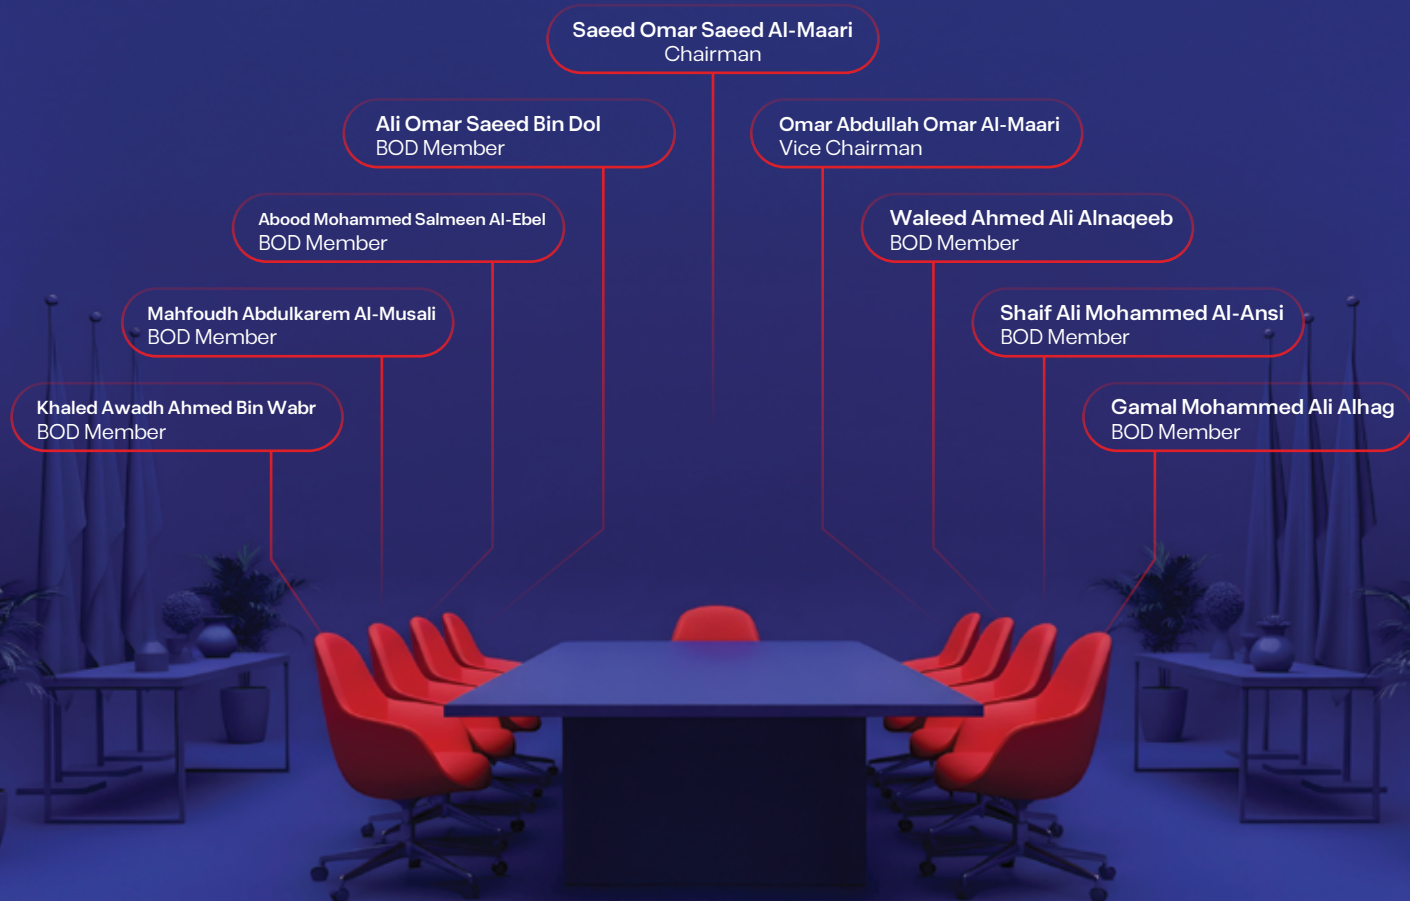 Saeed Omar Saeed Al-Maari
Chairman
Ali Omar Saeed Bin Dol
BOD Member
Omar Abdullah Omar Al-Maari
Vice Chairman
Abood Mohammed Salmeen Al-Ebel
BOD Member
Waleed Ahmed Ali Alnaqeeb
BOD Member
Mahfoudh Abdulkarem Al-Musali
BOD Member
Shaif Ali Mohammed Al-Ansi
BOD Member
Khaled Awadh Ahmed Bin Wabr
BOD Member
Gamal Mohammed Ali Alhag
BOD Member